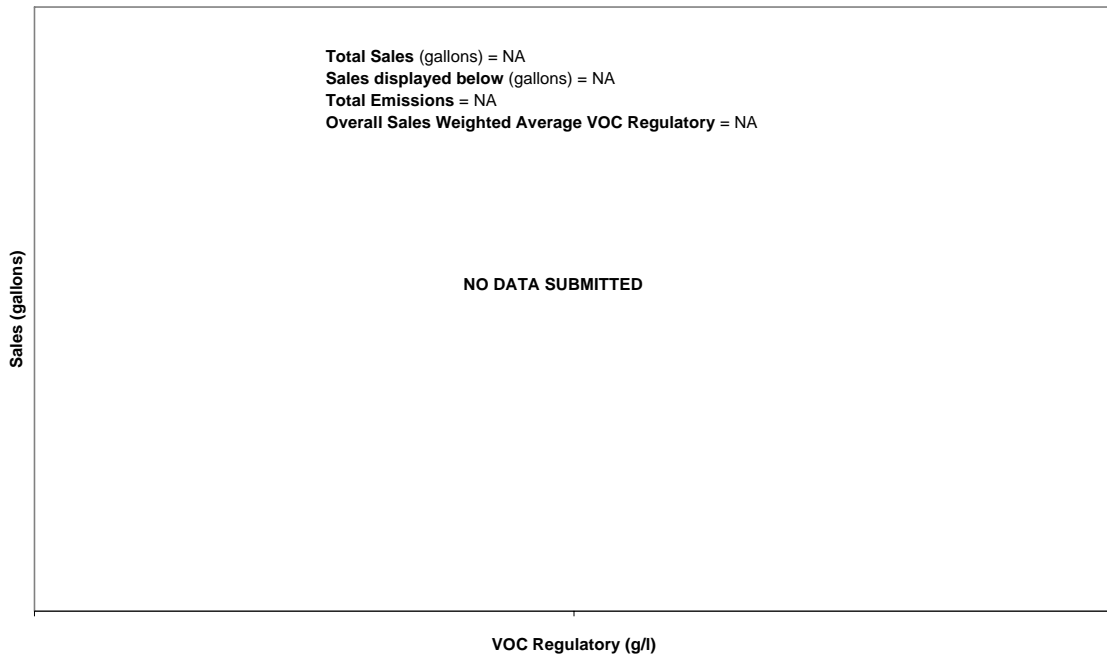 Total Sales (gallons) = NA
Sales displayed below (gallons) = NA
Total Emissions = NA
Overall Sales Weighted Average VOC Regulatory = NA
NO DATA SUBMITTED
Sales (gallons)
VOC Regulatory (g/l)